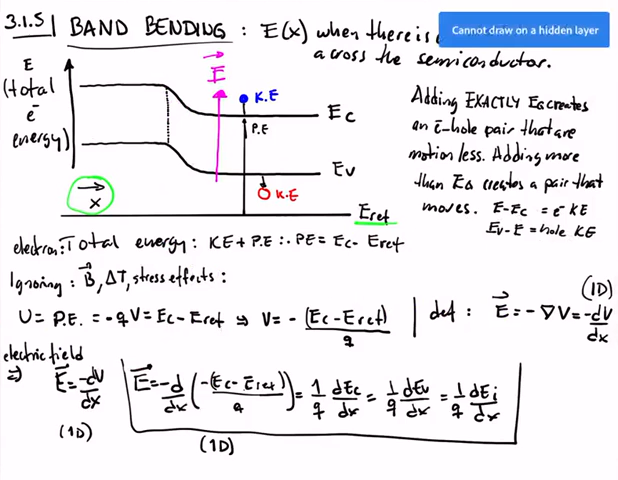 3.1.5 BAND BENDING : E(x) when there is
Cannot draw on a hidden layer
across the semiconductor.
E
(total
e⁻
energy)
E
K.E
Ec
P.E
Ev
K.E
x
Eref
Adding EXACTLY EG creates
an e⁻-hole pair that are
motionless. Adding more
than EG creates a pair that
moves. E-Ec = e⁻ KE
Ev-E = hole KE
electron: Total energy: KE + P.E ∴ PE = Ec - Eref
Ignoring: B, ΔT, stress effects:
U = P.E. = -qV = Ec - Eref ⇒ V = -(Ec - Eref)/q | def: E = -∇V = -dV/dx (1D)
electric field
⇒ E = -dV/dx (1D)
E = -d/dx (-(Ec - Eref)/q) = 1/q dEc/dx = 1/q dEv/dx = 1/q dEi/dx
(1D)